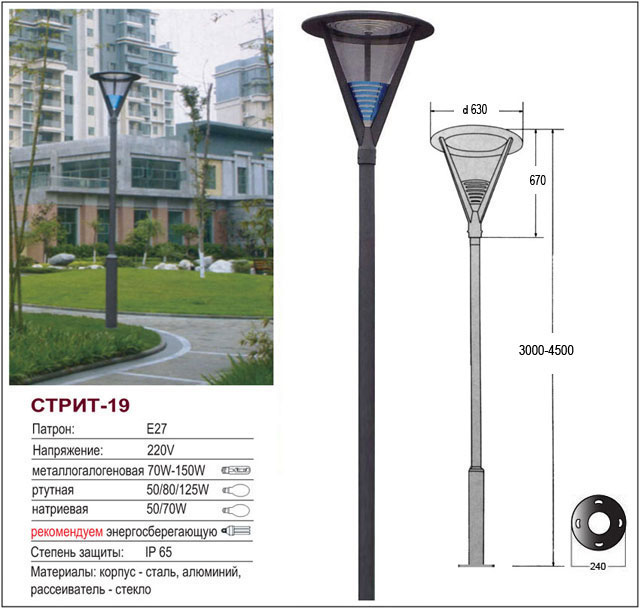 d 630
670
3000-4500
240
СТРИТ-19
Патрон: E27
Напряжение: 220V
металлогалогеновая 70W-150W
ртутная 50/80/125W
натриевая 50/70W
рекомендуем энергосберегающую
Степень защиты: IP 65
Материалы: корпус - сталь, алюминий,
рассеиватель - стекло